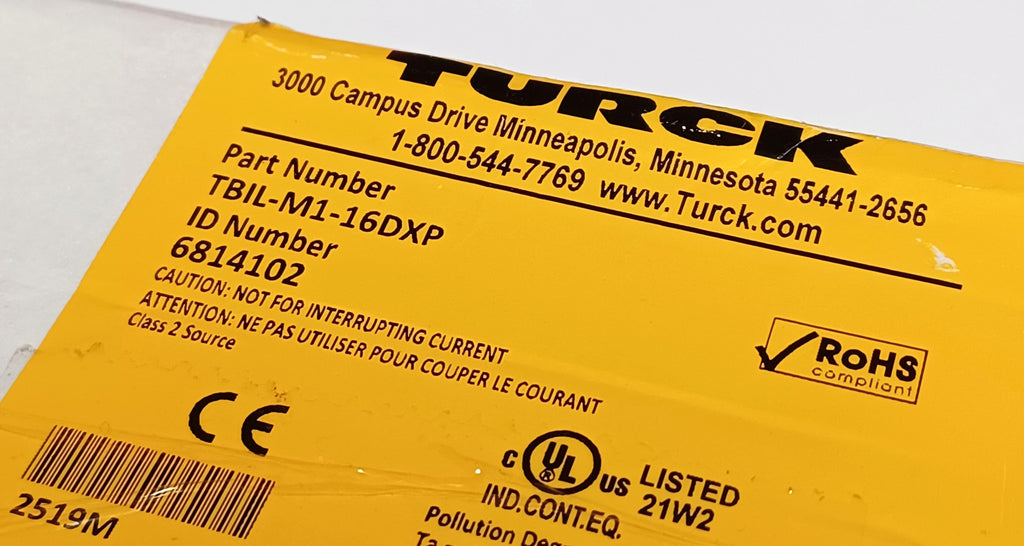 TURCK
3000 Campus Drive Minneapolis, Minnesota 55441-2656
1-800-544-7769 www.Turck.com
Part Number
TBIL-M1-16DXP
ID Number
6814102
CAUTION: NOT FOR INTERRUPTING CURRENT
ATTENTION: NE PAS UTILISER POUR COUPER LE COURANT
Class 2 Source
RoHS
compliant
CE
C UL® US LISTED
21W2
IND.CONT.EQ.
2519M
Pollution